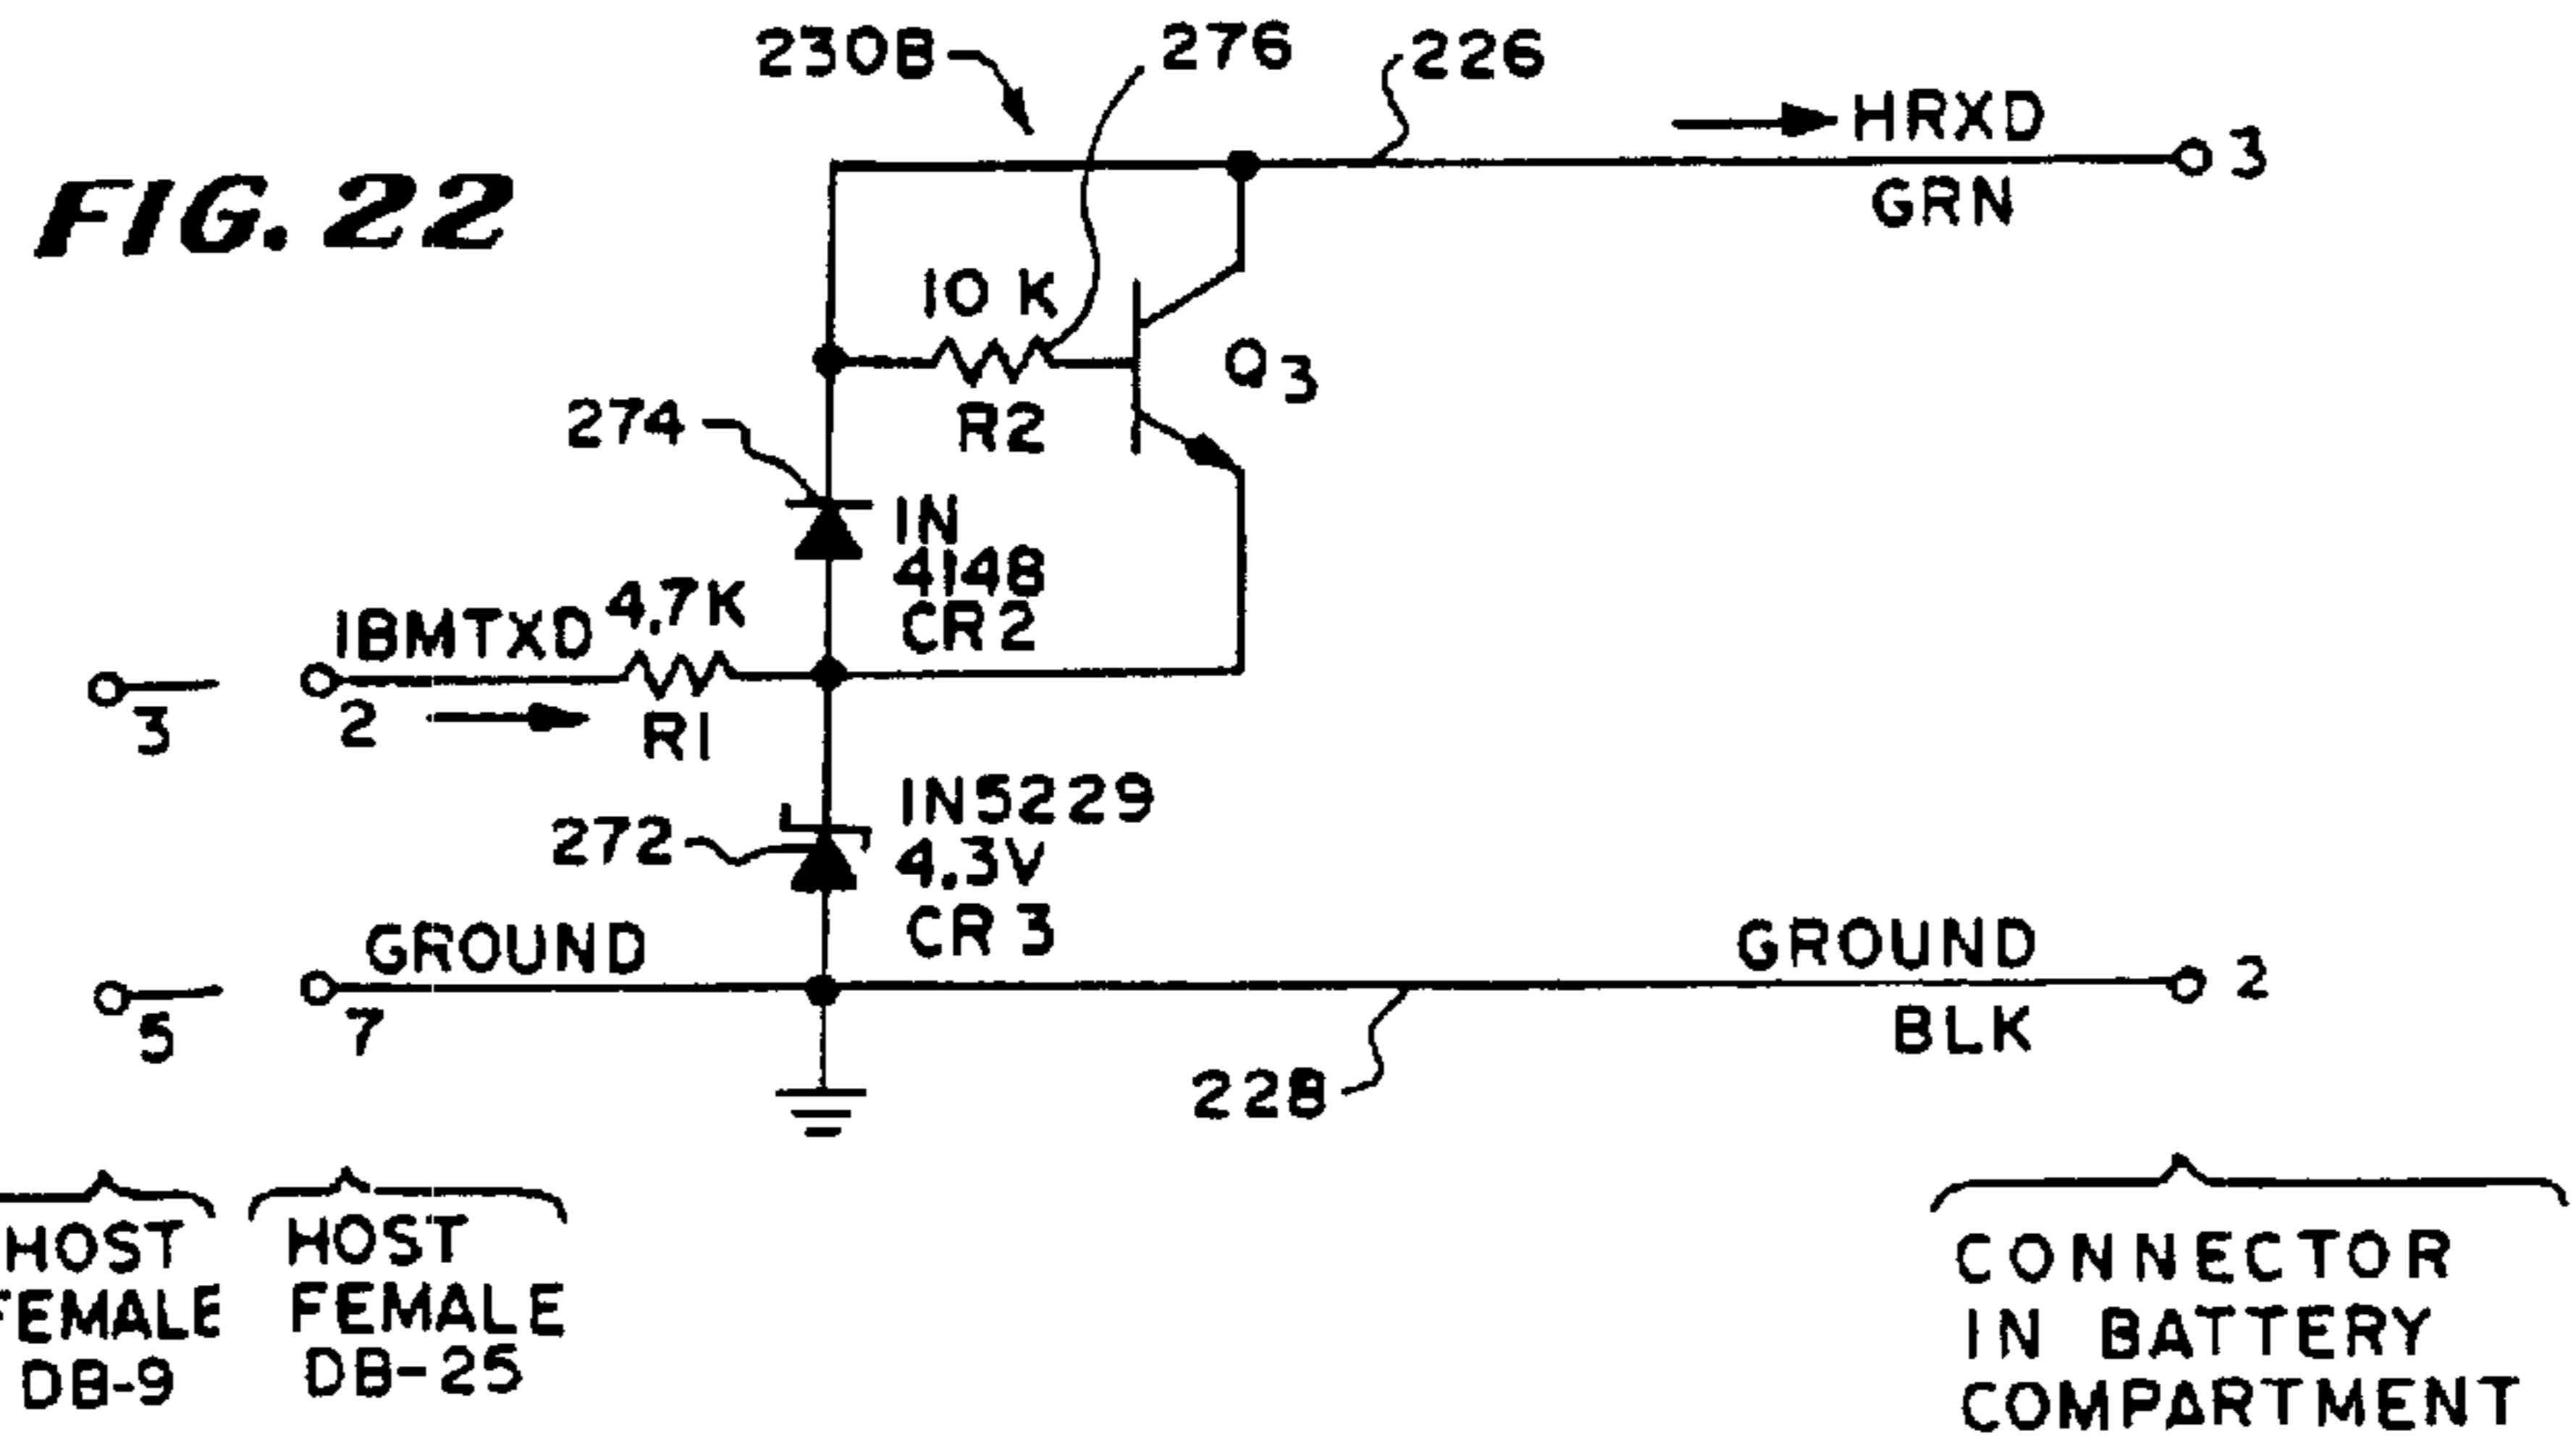 FIG. 22
230B
276
226
HRXD
3
GRN
10 K
R2
Q3
274
IN
4148
CR2
IBMTXD
4.7K
R1
3
2
272
IN5229
4.3V
CR 3
GROUND
5
7
GROUND
2
BLK
228
HOST
FEMALE
DB-9
HOST
FEMALE
DB-25
CONNECTOR
IN BATTERY
COMPARTMENT